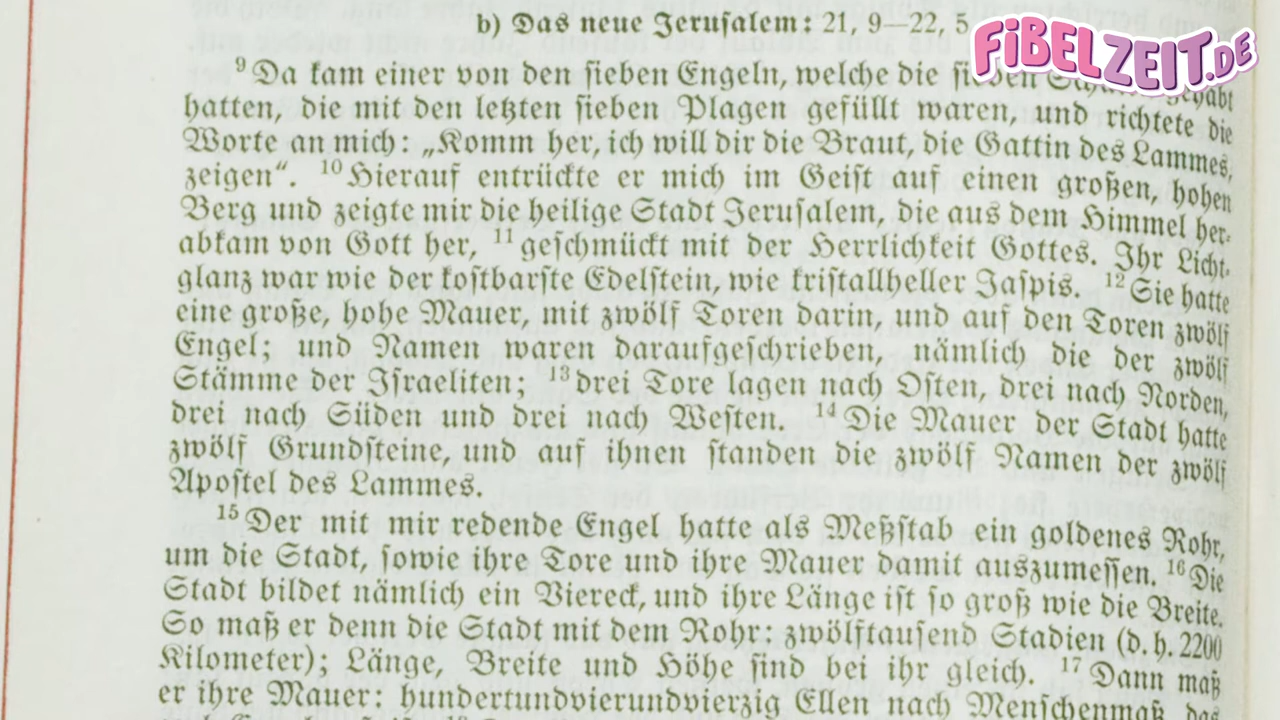 b) Das neue Jerusalem: 21, 9—22, 5
FiBELZEiT.DE
9 Da kam einer von den sieben Engeln, welche die sieben
hatten, die mit den letzten sieben Plagen gefüllt waren, und richtete die
Worte an mich: „Komm her, ich will dir die Braut, die Gattin des Lammes,
zeigen“. 10 Hierauf entrückte er mich im Geist auf einen großen, hohen
Berg und zeigte mir die heilige Stadt Jerusalem, die aus dem Himmel her-
abkam von Gott her, 11 geschmückt mit der Herrlichkeit Gottes. Ihr Licht-
glanz war wie der kostbarste Edelstein, wie kristallheller Jaspis. 12 Sie hatte
eine große, hohe Mauer, mit zwölf Toren darin, und auf den Toren zwölf
Engel; und Namen waren daraufgeschrieben, nämlich die der zwölf
Stämme der Israeliten; 13 drei Tore lagen nach Osten, drei nach Norden,
drei nach Süden und drei nach Westen. 14 Die Mauer der Stadt hatte
zwölf Grundsteine, und auf ihnen standen die zwölf Namen der zwölf
Apostel des Lammes.
15 Der mit mir redende Engel hatte als Meßstab ein goldenes Rohr,
um die Stadt, sowie ihre Tore und ihre Mauer damit auszumessen. 16 Die
Stadt bildet nämlich ein Viereck, und ihre Länge ist so groß wie die Breite.
So maß er denn die Stadt mit dem Rohr: zwölftausend Stadien (d. h. 2200
Kilometer); Länge, Breite und Höhe sind bei ihr gleich. 17 Dann maß
er ihre Mauer: hundertundvierundvierzig Ellen nach Menschenmaß, das